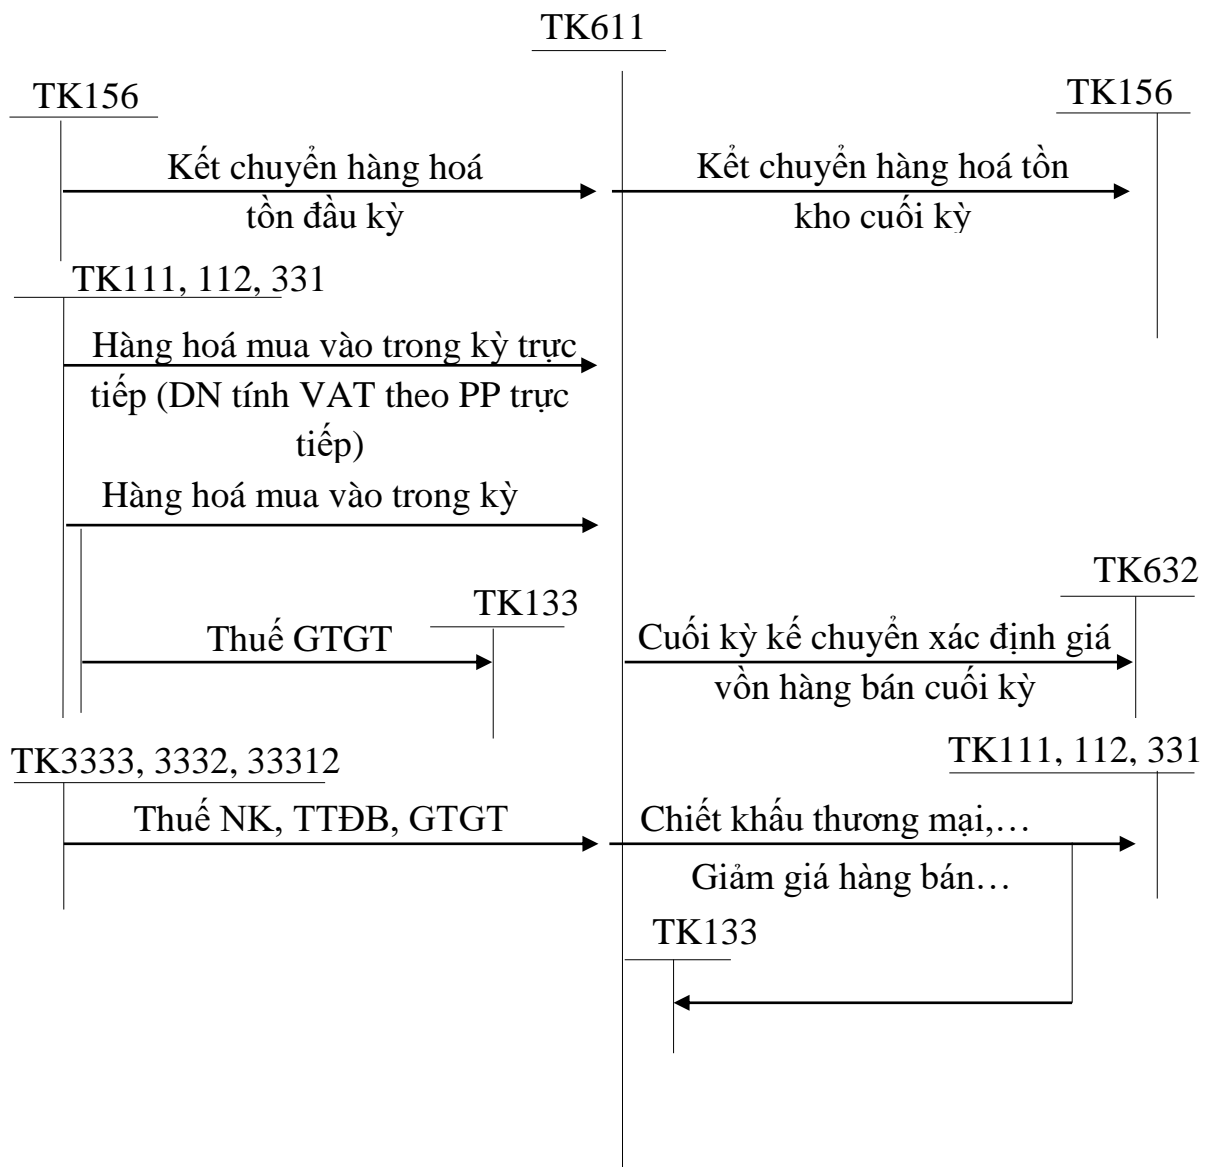 TK611
TK156
TK156
Kết chuyển hàng hoá
tồn đầu kỳ
Kểt chuyển hàng hoá tồn
kho cuối kỳ
TK111, 112, 331
Hàng hoá mua vào trong kỳ trực
tiếp (DN tính VAT theo PP trực
tiếp)
Hàng hoá mua vào trong kỳ
TK632
TK133
Thuế GTGT
Cuối kỳ kế chuyển xác định giá
vồn hàng bán cuối kỳ
TK3333, 3332, 33312
TK111, 112, 331
Thuế NK, TTĐB, GTGT
Chiết khấu thương mại,…
Giảm giá hàng bán…
TK133